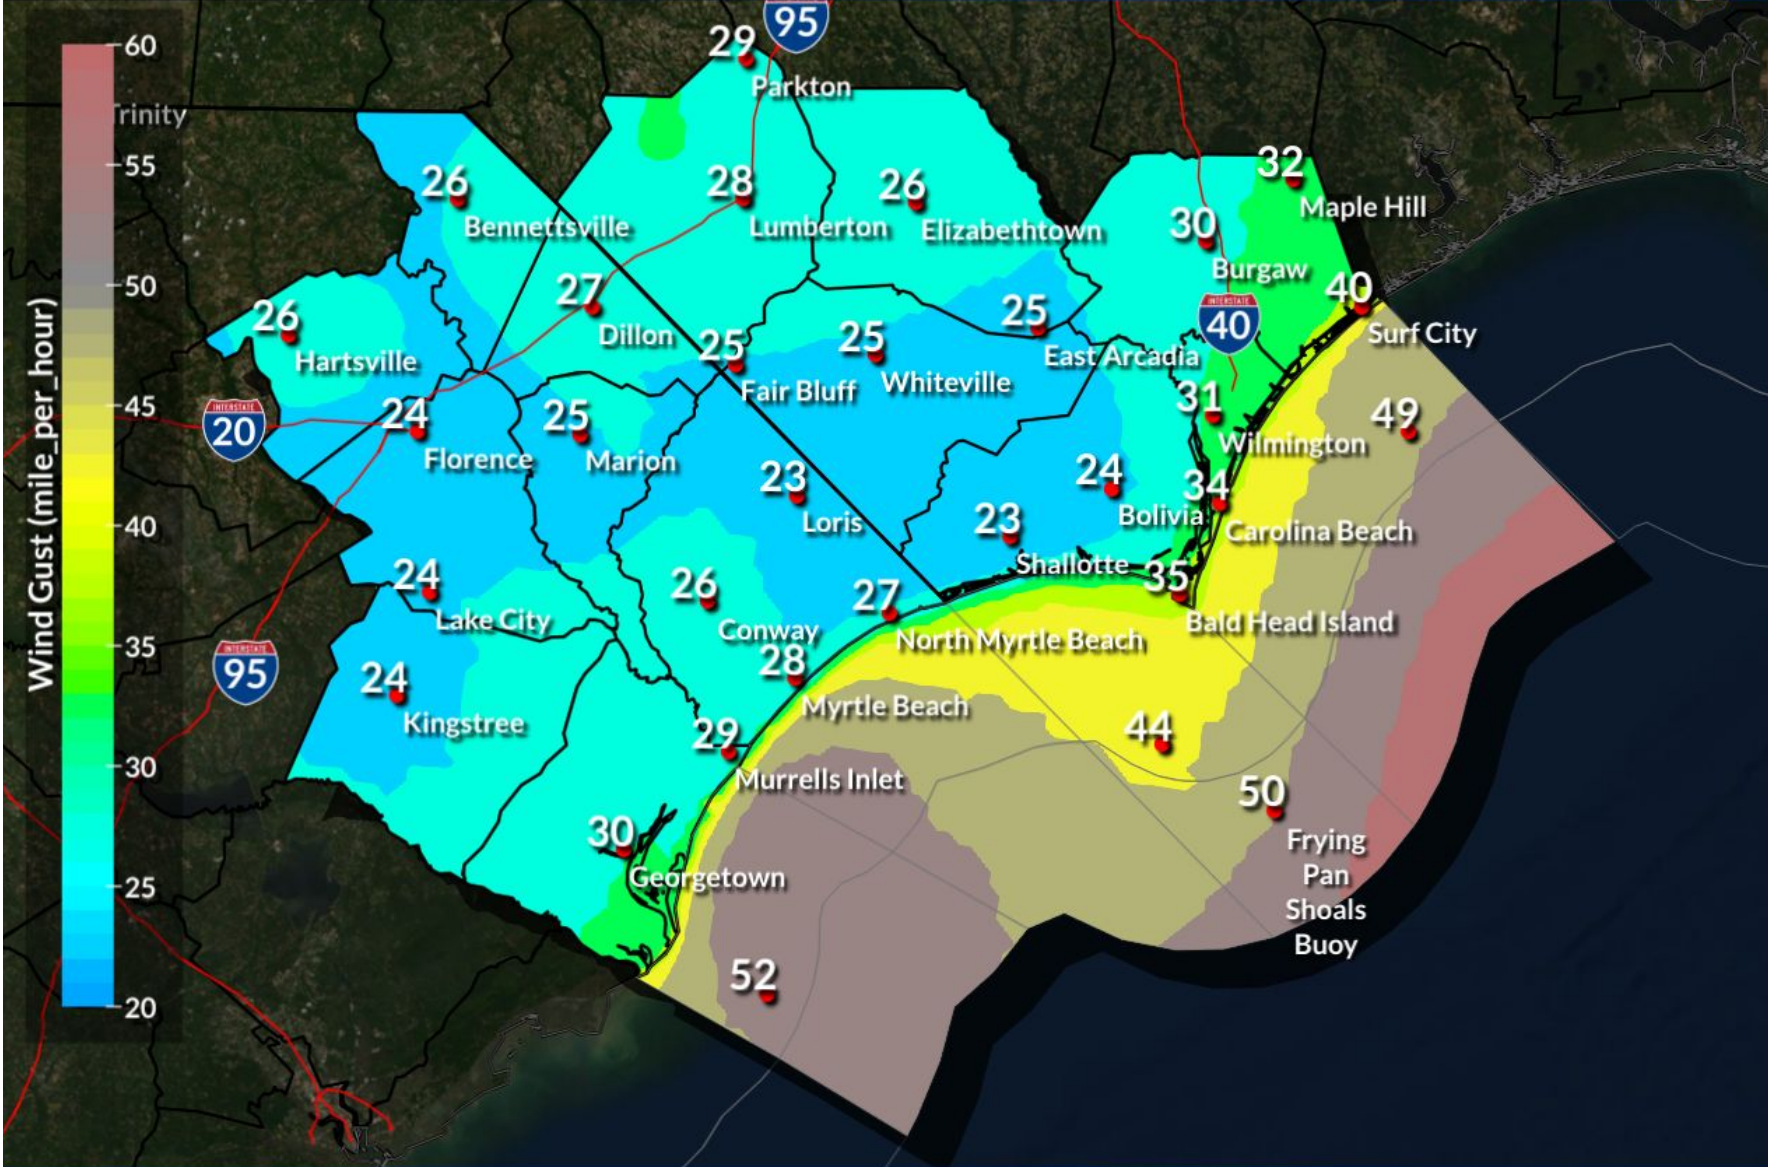 95
60
29
Parkton
Trinity
55
32
26
28
26
Maple Hill
Bennettsville
Lumberton
Elizabethtown
30
Burgaw
50
27
40
26
25
INTERSTATE
40
Surf City
Dillon
25
25
Hartsville
East Arcadia
Fair Bluff
Whiteville
45
INTERSTATE
20
24
25
31
49
Wilmington
Florence
Marion
23
24
34
Loris
Bolivia
Carolina Beach
40
23
Shallotte
24
26
27
35
Lake City
Conway
North Myrtle Beach
Bald Head Island
35
INTERSTATE
95
28
24
Myrtle Beach
Kingstree
29
44
30
Murrells Inlet
50
30
Frying
Pan
Shoals
Buoy
Georgetown
25
52
20
Wind Gust (mile_per_hour)